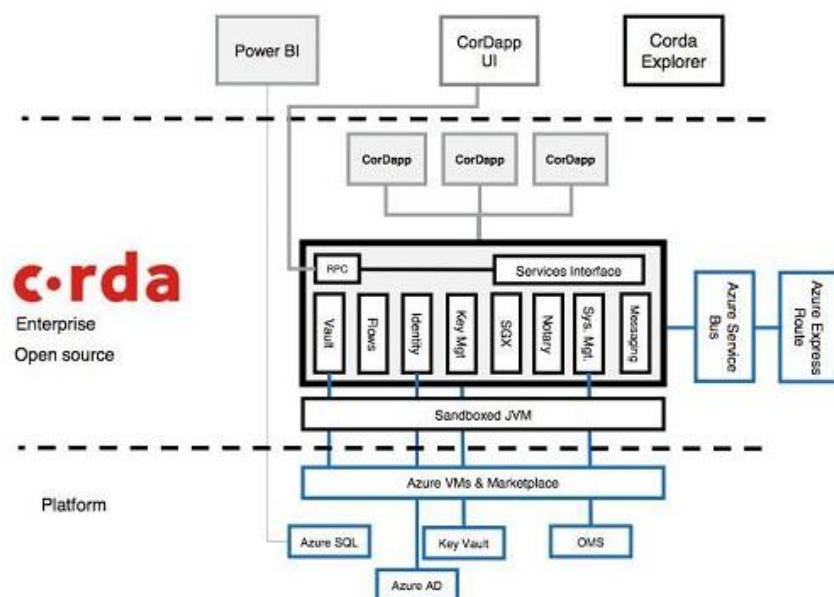 Power BI
CorDapp
UI
Corda
Explorer
CorDapp
CorDapp
CorDapp
c·rda
Enterprise
Open source
RPC
Services Interface
Vault
Flows
Identity
Key Mgt
SGX
Notary
Sys. Mgt.
Messaging
Azure Service
Bus
Azure Express
Route
Sandboxed JVM
Platform
Azure VMs & Marketplace
Azure SQL
Key Vault
OMS
Azure AD